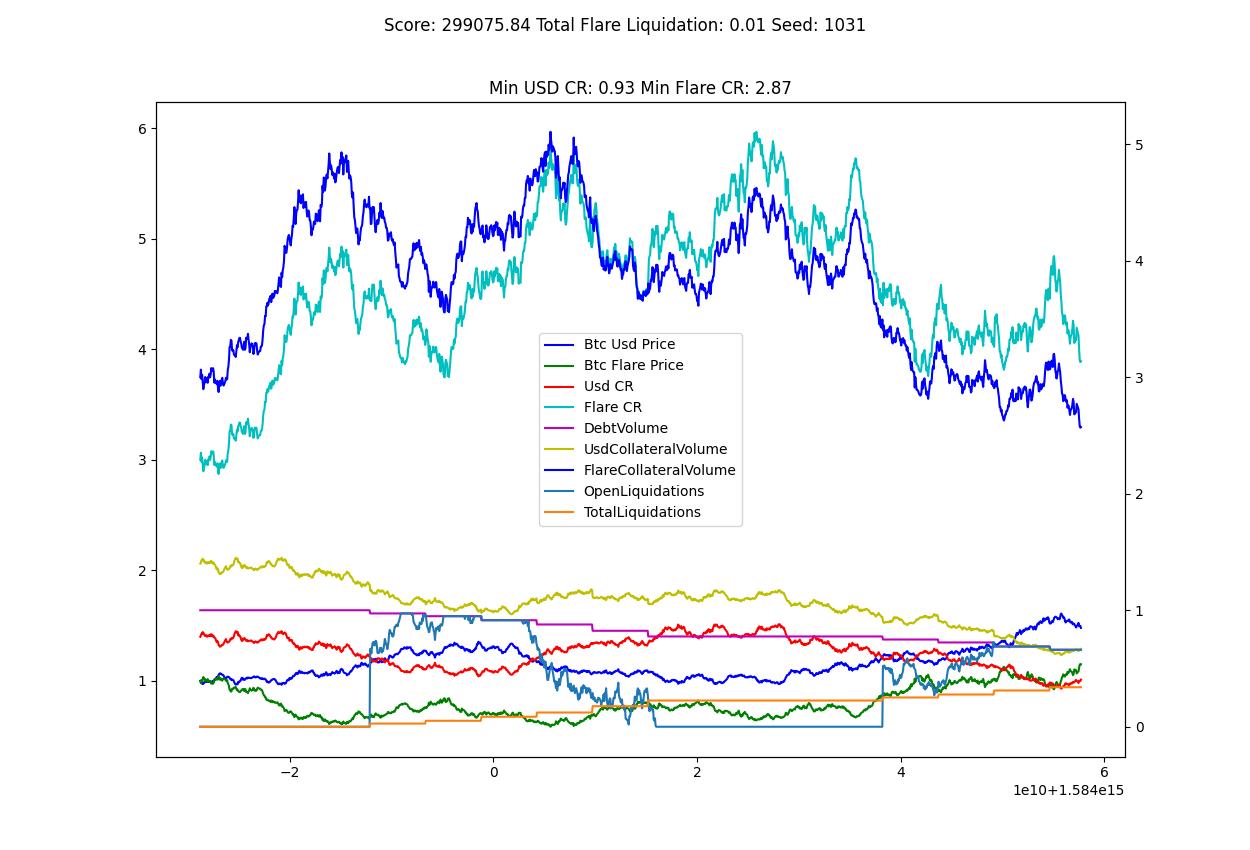 Score: 299075.84 Total Flare Liquidation: 0.01 Seed: 1031
Min USD CR: 0.93 Min Flare CR: 2.87
6
5
4
3
2
1
5
4
3
2
1
0
Btc Usd Price
Btc Flare Price
Usd CR
Flare CR
DebtVolume
UsdCollateralVolume
FlareCollateralVolume
OpenLiquidations
TotalLiquidations
−2 0 2 4 6
1e10+1.584e15